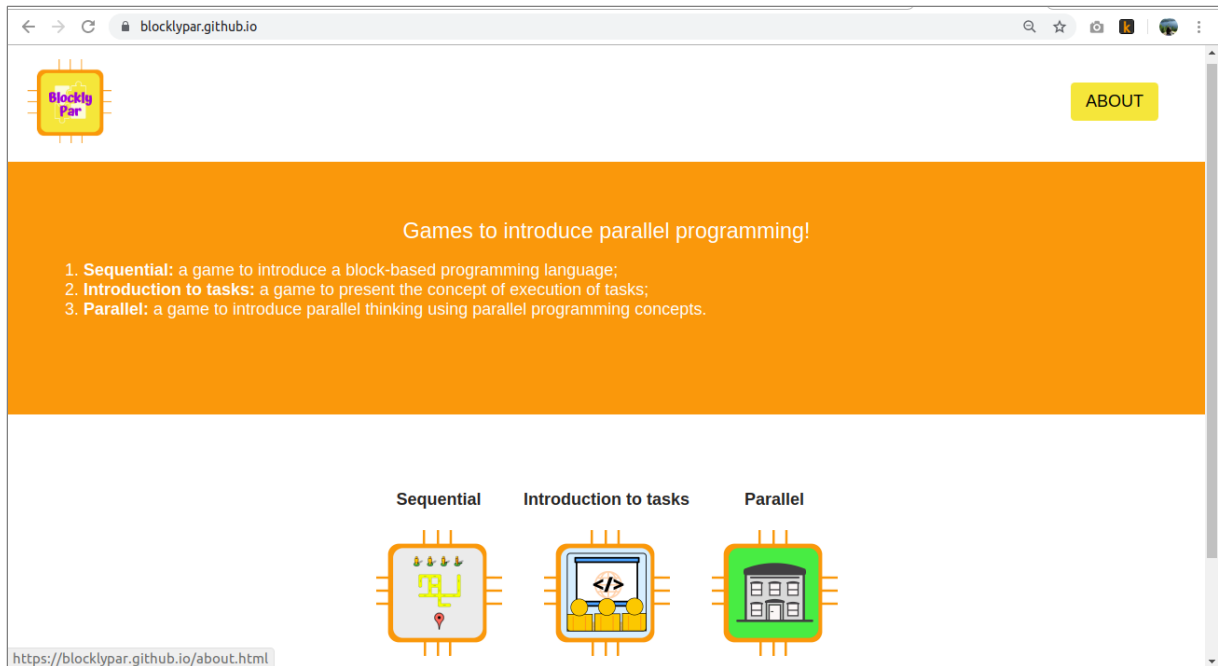 blocklypar.github.io
k
Blockly
Par
ABOUT
Games to introduce parallel programming!
1. Sequential: a game to introduce a block-based programming language;
2. Introduction to tasks: a game to present the concept of execution of tasks;
3. Parallel: a game to introduce parallel thinking using parallel programming concepts.
Sequential Introduction to tasks Parallel
</>
https://blocklypar.github.io/about.html